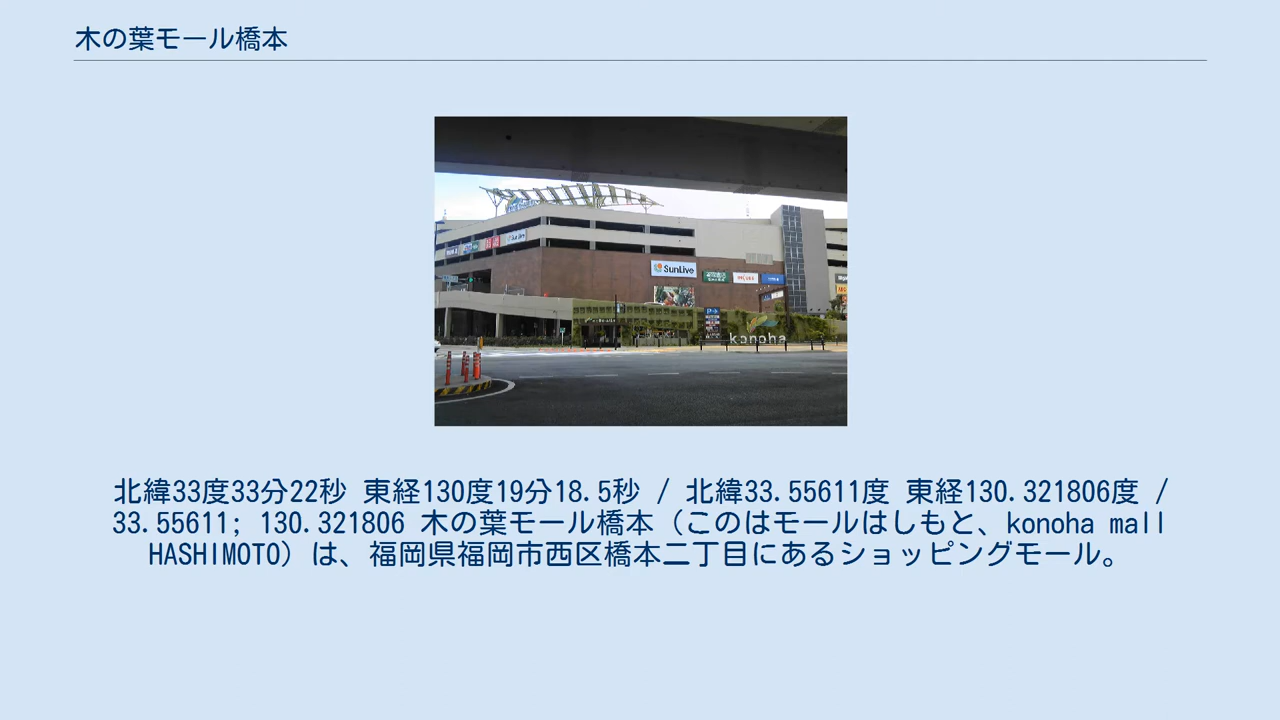 木の葉モール橋本
SunLive
SunLive
konoha
北緯33度33分22秒 東経130度19分18.5秒 / 北緯33.55611度 東経130.321806度 /
33.55611; 130.321806 木の葉モール橋本（このはモールはしもと、konoha mall
HASHIMOTO）は、福岡県福岡市西区橋本二丁目にあるショッピングモール。